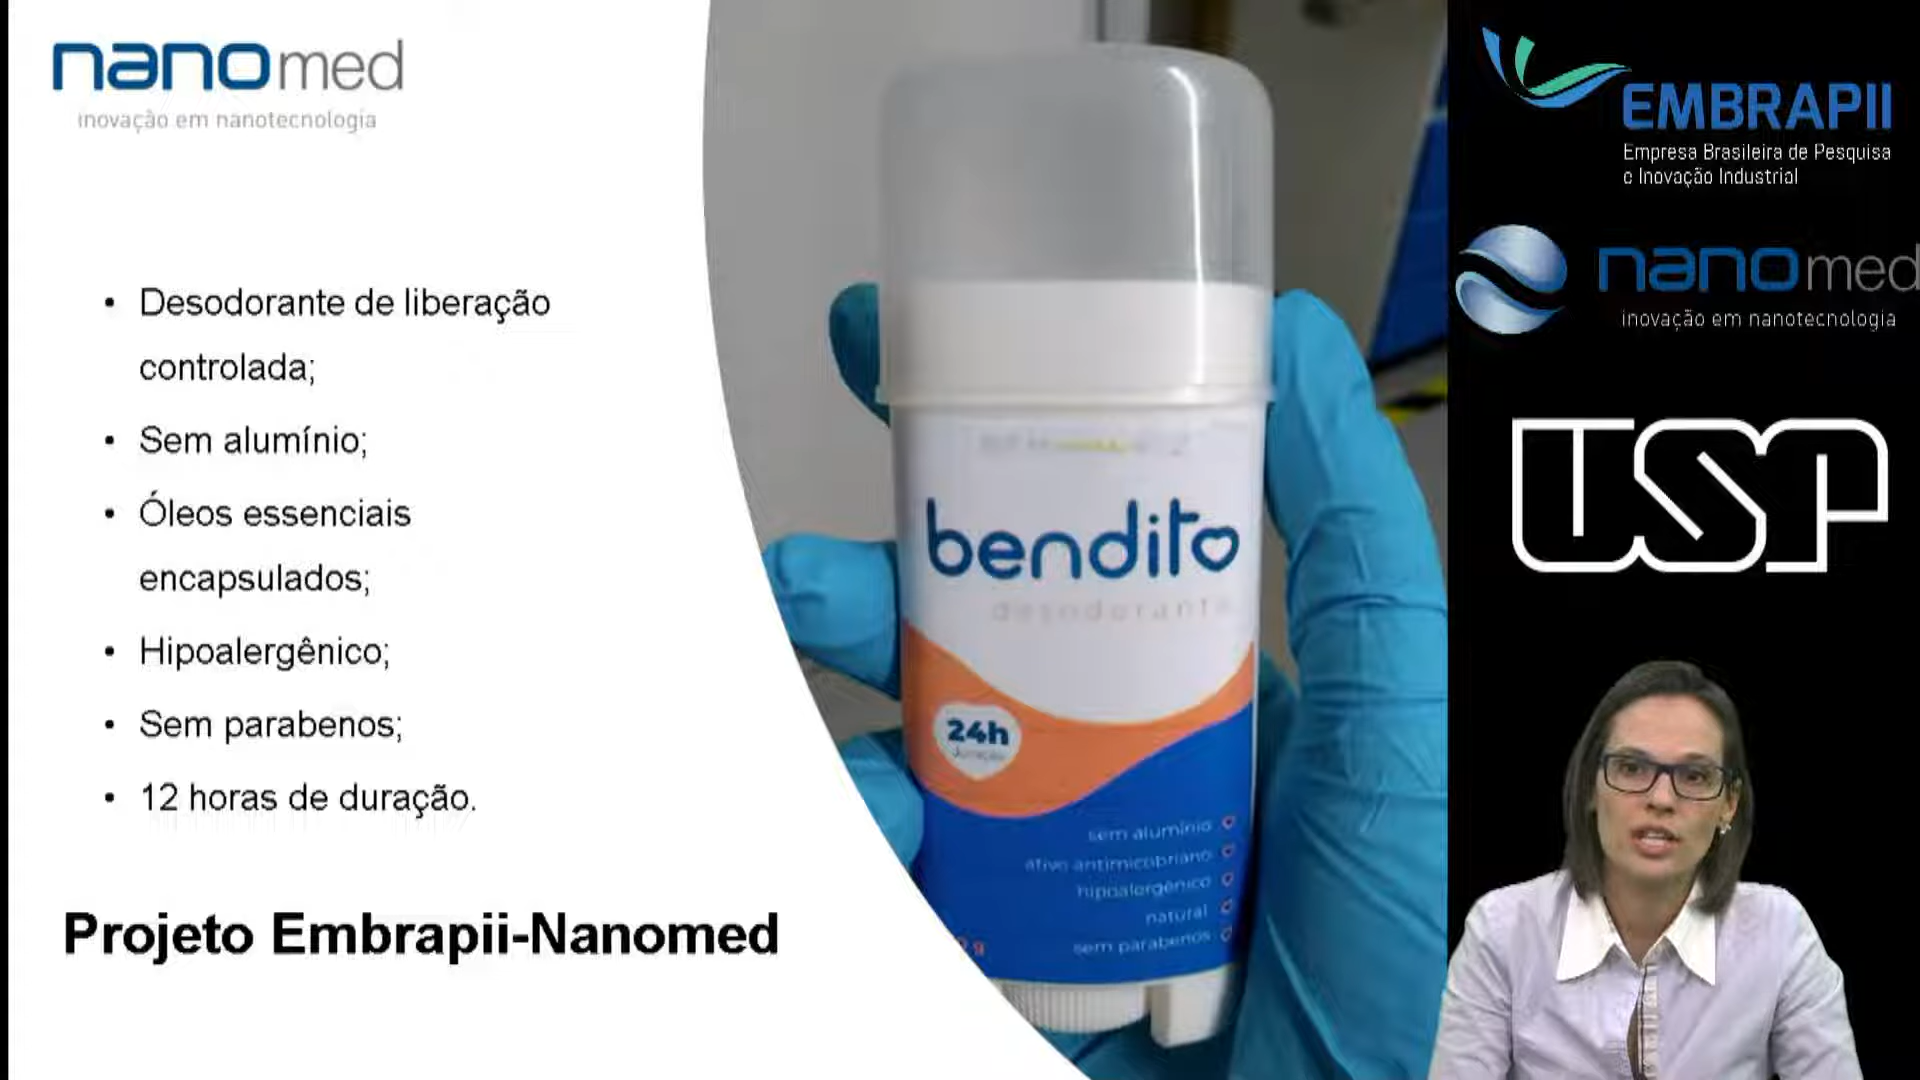 nanomed
inovação em nanotecnologia
• Desodorante de liberação
controlada;
• Sem alumínio;
• Óleos essenciais
encapsulados;
• Hipoalergênico;
• Sem parabenos;
• 12 horas de duração.
Projeto Embrapii-Nanomed
bendito
desodorante
24h
duração
sem alumínio
ativo antimicobriano
hipoalergênico
natural
sem parabenos
EMBRAPII
Empresa Brasileira de Pesquisa
e Inovação Industrial
nanomed
inovação em nanotecnologia
USP